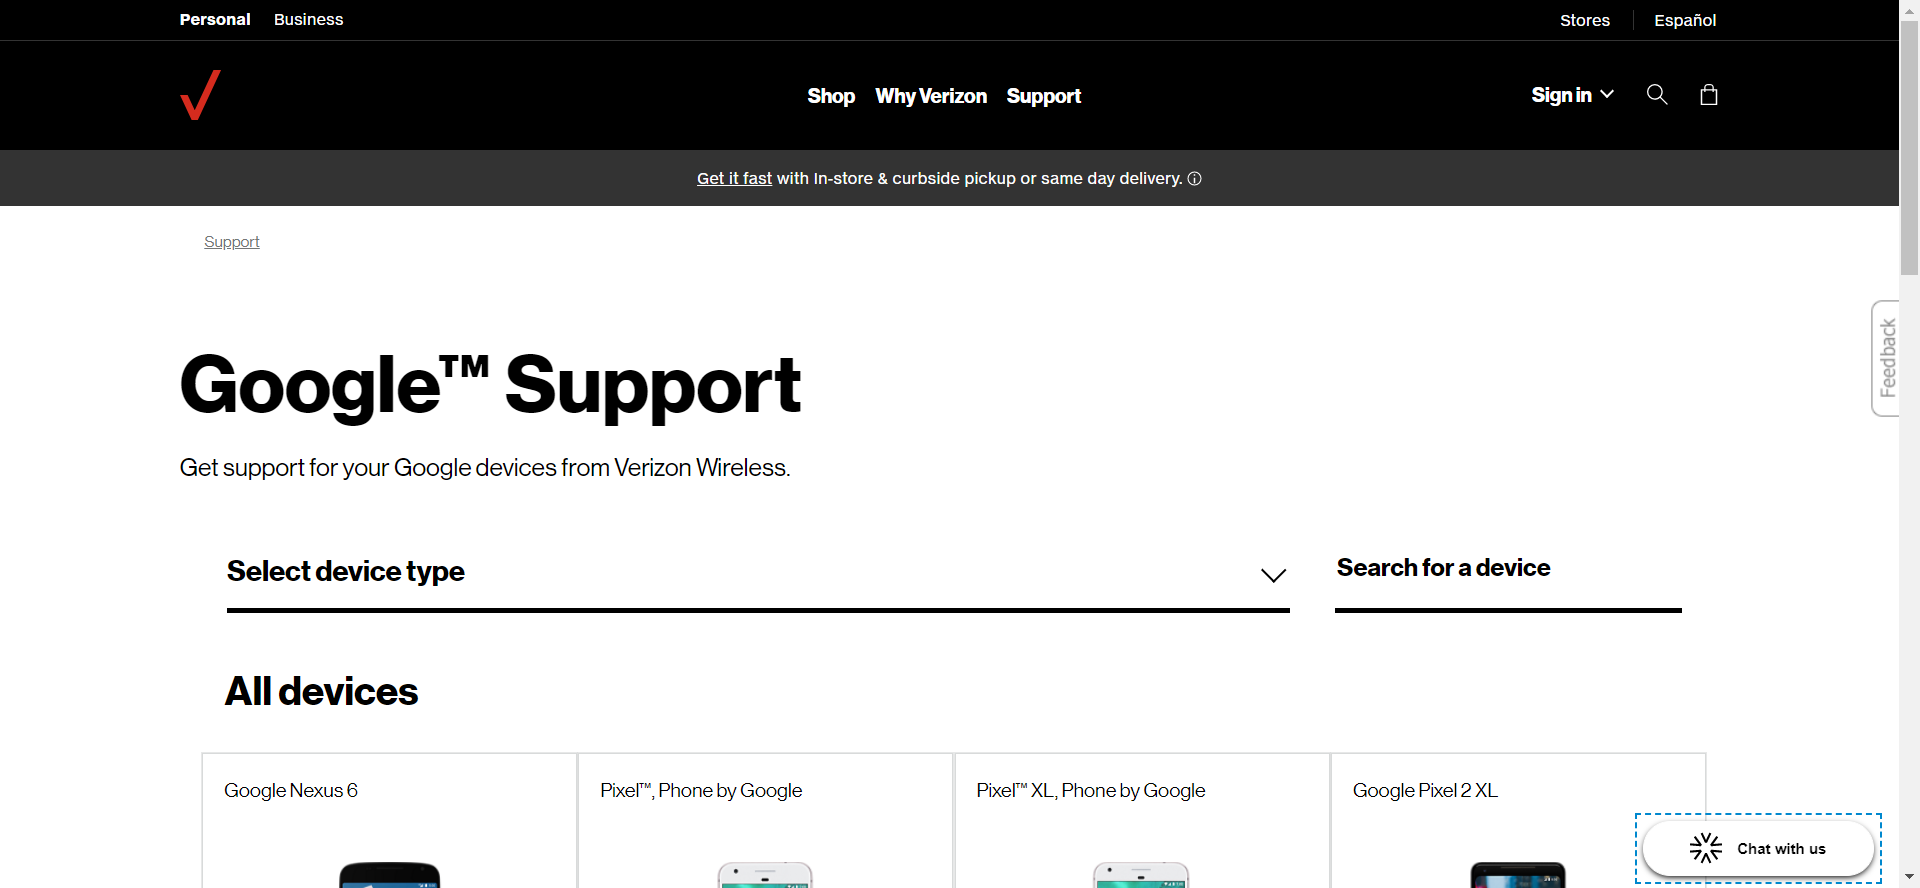 Personal Business
Stores Español
Shop Why Verizon Support
Sign in
Get it fast with In-store & curbside pickup or same day delivery.
Support
Feedback
Google™ Support
Get support for your Google devices from Verizon Wireless.
Select device type
Search for a device
All devices
Google Nexus 6
Pixel™, Phone by Google
Pixel™ XL, Phone by Google
Google Pixel 2 XL
Chat with us